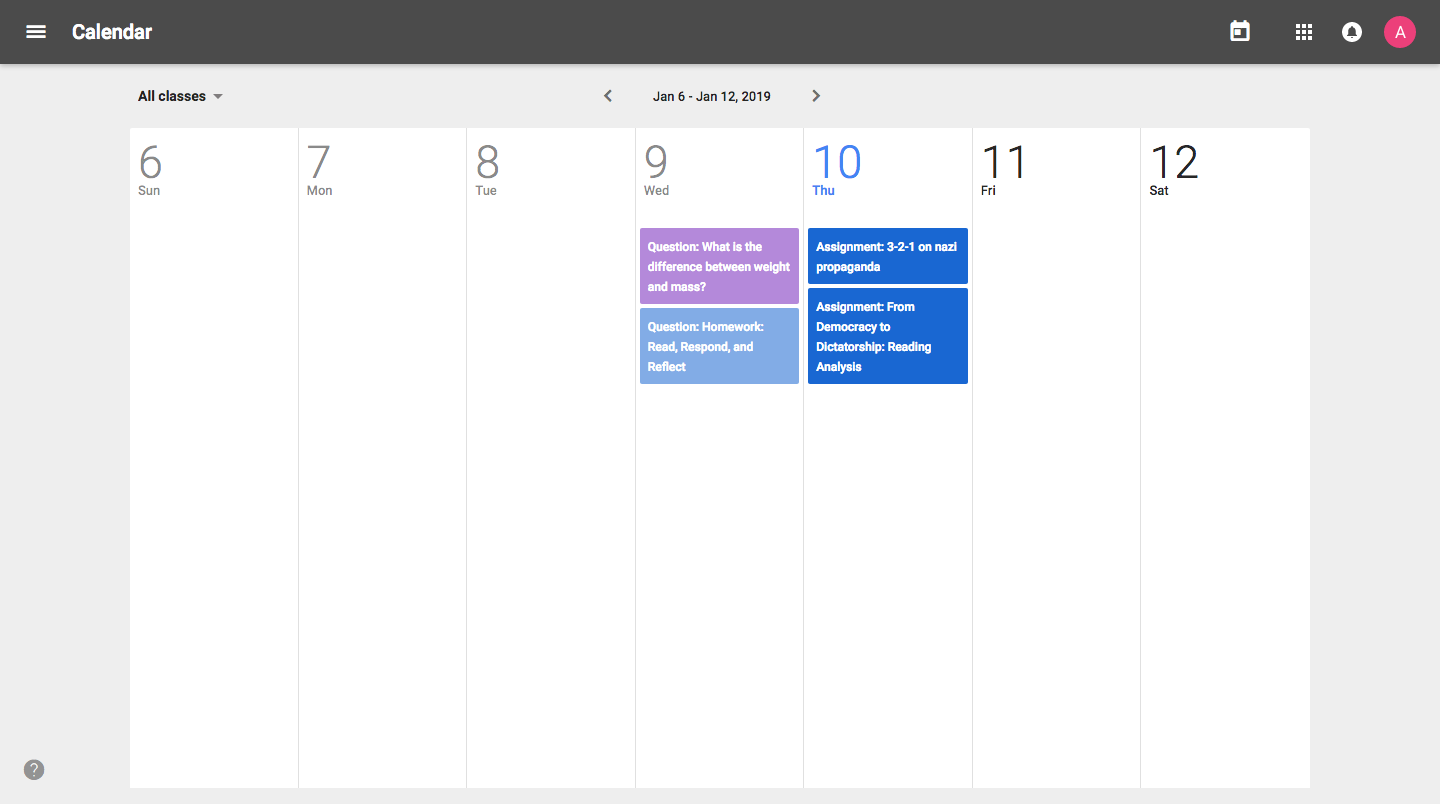 Calendar
A
All classes
Jan 6 - Jan 12, 2019
6
Sun
7
Mon
8
Tue
9
Wed
10
Thu
11
Fri
12
Sat
Question: What is the
difference between weight
and mass?
Question: Homework:
Read, Respond, and
Reflect
Assignment: 3-2-1 on nazi
propaganda
Assignment: From
Democracy to
Dictatorship: Reading
Analysis
?